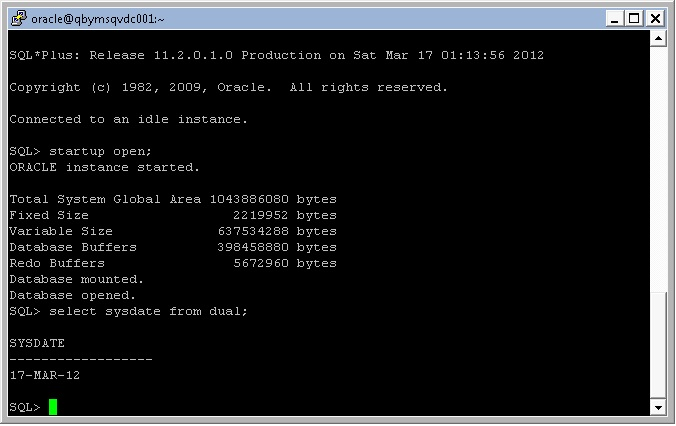 oracle@qbymsqvdc001:~
SQL*Plus: Release 11.2.0.1.0 Production on Sat Mar 17 01:13:56 2012
Copyright (c) 1982, 2009, Oracle.  All rights reserved.
Connected to an idle instance.
SQL> startup open;
ORACLE instance started.
Total System Global Area 1043886080 bytes
Fixed Size                  2219952 bytes
Variable Size             637534288 bytes
Database Buffers          398458880 bytes
Redo Buffers                5672960 bytes
Database mounted.
Database opened.
SQL> select sysdate from dual;
SYSDATE
------------------
17-MAR-12
SQL>